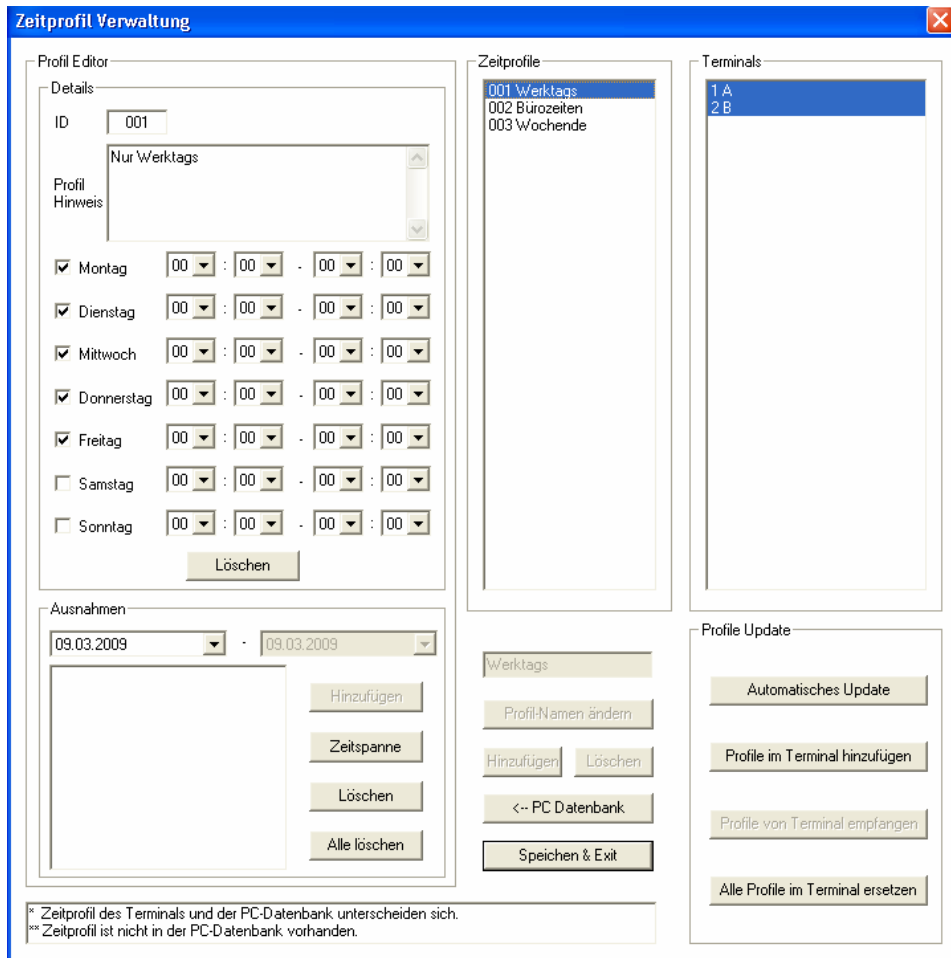 Zeitprofil Verwaltung
Profil Editor
Details
ID 001
Profil Hinweis
Nur Werktags
Montag 00 : 00 - 00 : 00
Dienstag 00 : 00 - 00 : 00
Mittwoch 00 : 00 - 00 : 00
Donnerstag 00 : 00 - 00 : 00
Freitag 00 : 00 - 00 : 00
Samstag 00 : 00 - 00 : 00
Sonntag 00 : 00 - 00 : 00
Löschen
Ausnahmen
09.03.2009 - 09.03.2009
Hinzufügen
Zeitspanne
Löschen
Alle löschen
Zeitprofile
001 Werktags
002 Bürozeiten
003 Wochende
Werktags
Profil-Namen ändern
Hinzufügen Löschen
<-- PC Datenbank
Speichen & Exit
Terminals
1 A
2 B
Profile Update
Automatisches Update
Profile im Terminal hinzufügen
Profile von Terminal empfangen
Alle Profile im Terminal ersetzen
* Zeitprofil des Terminals und der PC-Datenbank unterscheiden sich.
** Zeitprofil ist nicht in der PC-Datenbank vorhanden.